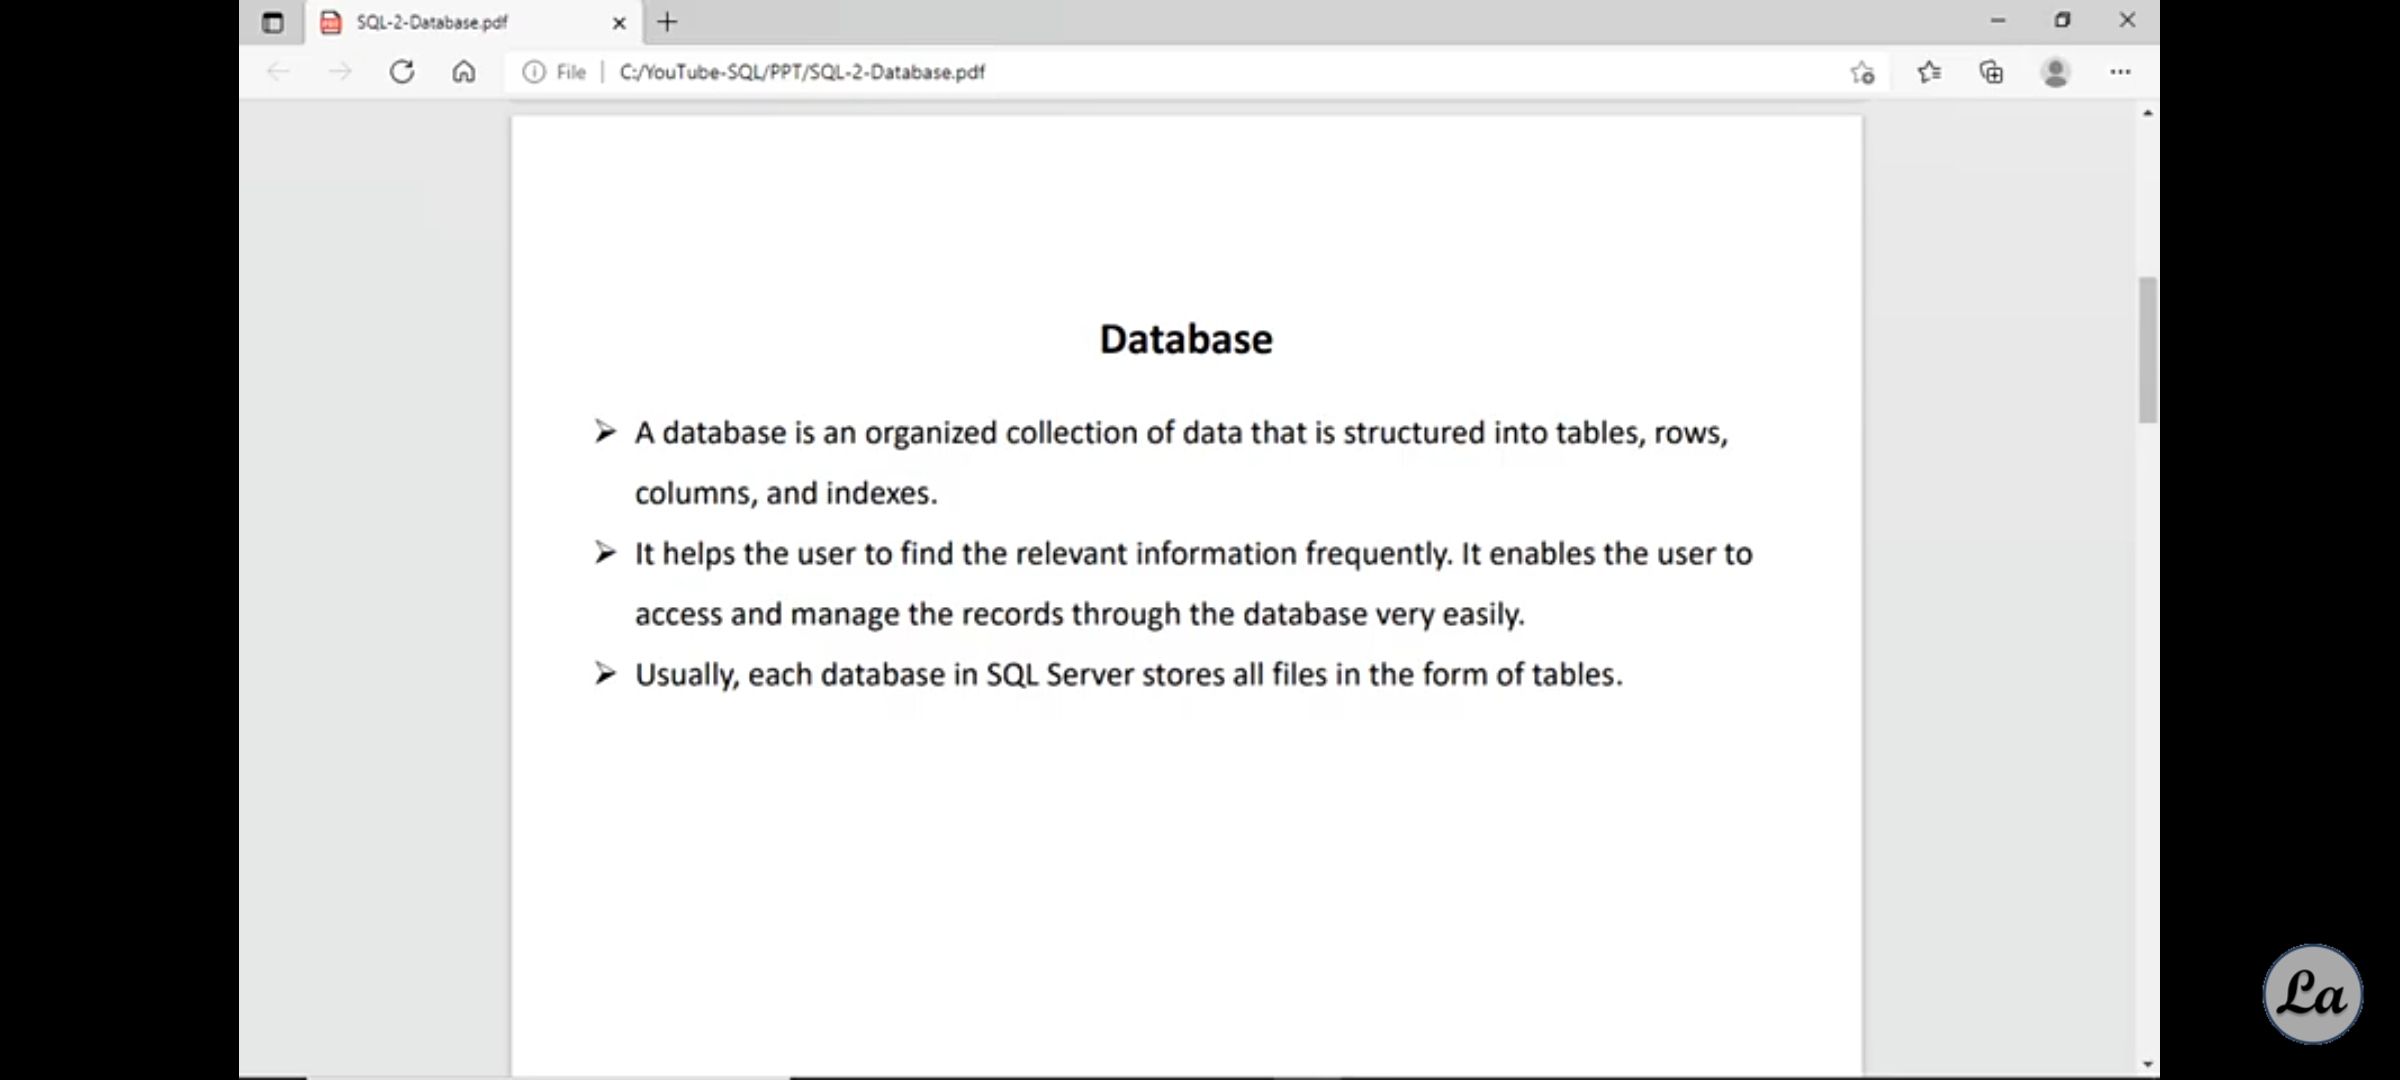 SQL-2-Database.pdf
File | C:/YouTube-SQL/PPT/SQL-2-Database.pdf
Database
➢ A database is an organized collection of data that is structured into tables, rows,
columns, and indexes.
➢ It helps the user to find the relevant information frequently. It enables the user to
access and manage the records through the database very easily.
➢ Usually, each database in SQL Server stores all files in the form of tables.
La